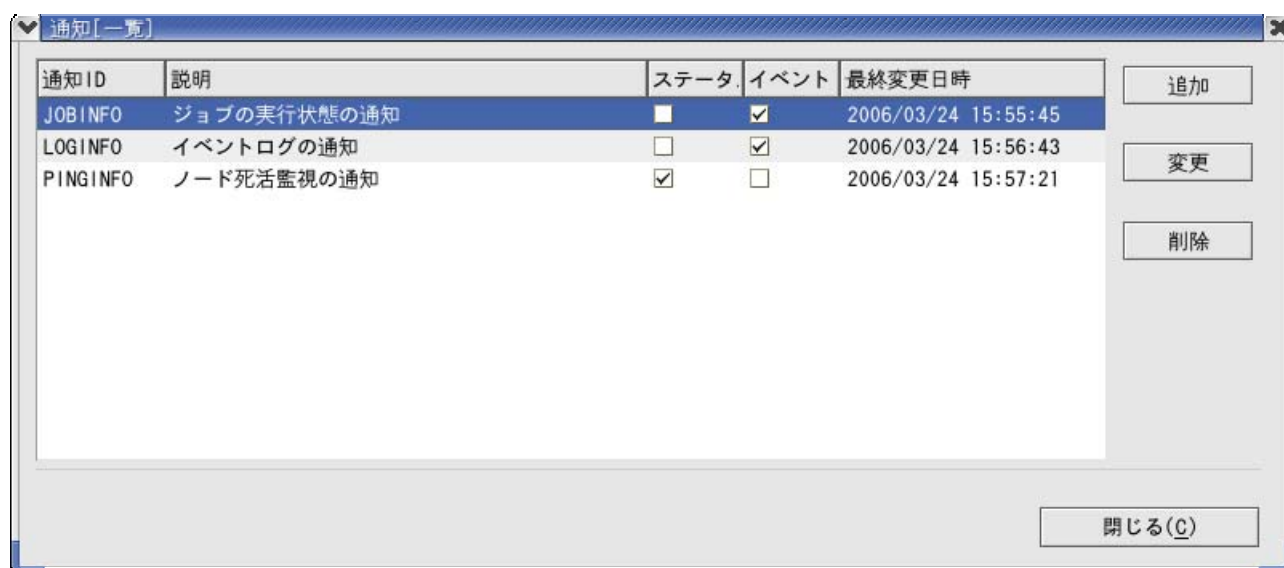 通知[一覧]
通知ID 説明 ステータ. イベント 最終変更日時
JOBINFO ジョブの実行状態の通知 2006/03/24 15:55:45
LOGINFO イベントログの通知 2006/03/24 15:56:43
PINGINFO ノード死活監視の通知 2006/03/24 15:57:21
追加
変更
削除
閉じる(C)